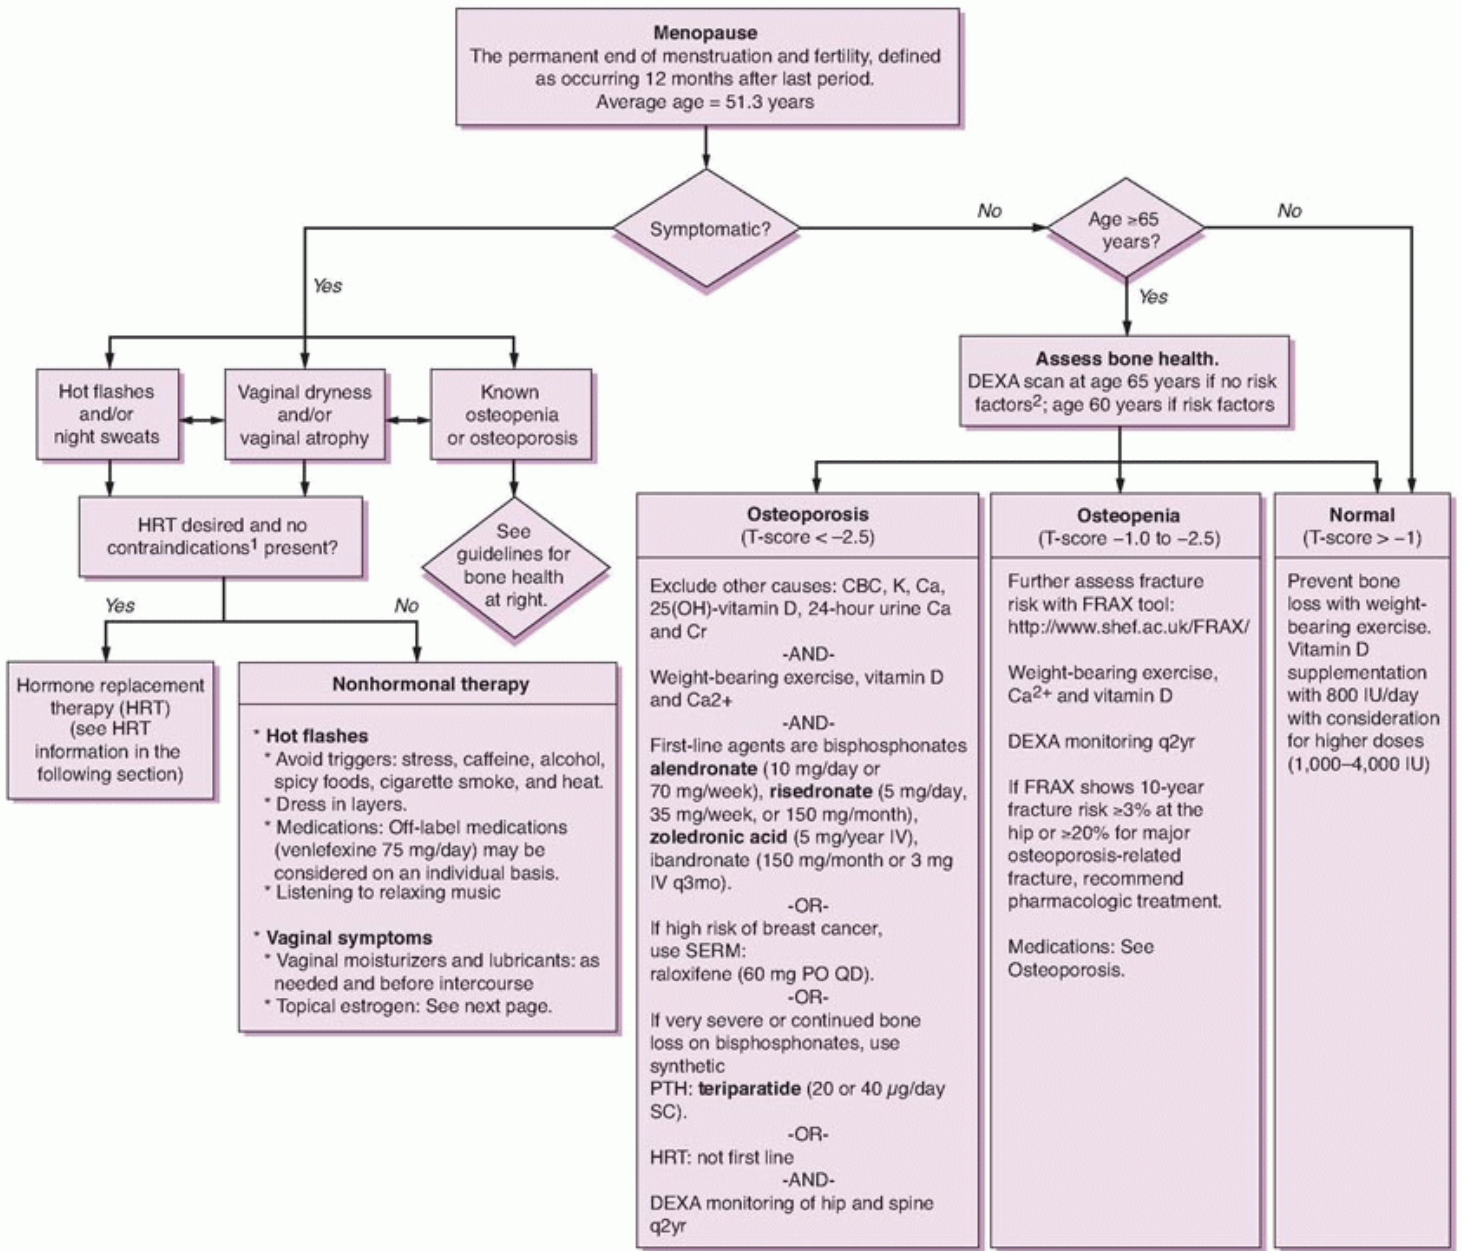 Menopause
The permanent end of menstruation and fertility, defined
as occurring 12 months after last period.
Average age = 51.3 years
Symptomatic?
No
Age ≥65
years?
No
Yes
Yes
Hot flashes
and/or
night sweats
Vaginal dryness
and/or
vaginal atrophy
Known
osteopenia
or osteoporosis
Assess bone health.
DEXA scan at age 65 years if no risk
factors²; age 60 years if risk factors
HRT desired and no
contraindications¹ present?
See
guidelines for
bone health
at right.
Yes
No
Hormone replacement
therapy (HRT)
(see HRT
information in the
following section)
Nonhormonal therapy
* Hot flashes
* Avoid triggers: stress, caffeine, alcohol,
spicy foods, cigarette smoke, and heat.
* Dress in layers.
* Medications: Off-label medications
(venlefexine 75 mg/day) may be
considered on an individual basis.
* Listening to relaxing music
* Vaginal symptoms
* Vaginal moisturizers and lubricants: as
needed and before intercourse
* Topical estrogen: See next page.
Osteoporosis
(T-score < –2.5)
Exclude other causes: CBC, K, Ca,
25(OH)-vitamin D, 24-hour urine Ca
and Cr
-AND-
Weight-bearing exercise, vitamin D
and Ca2+
-AND-
First-line agents are bisphosphonates
alendronate (10 mg/day or
70 mg/week), risedronate (5 mg/day,
35 mg/week, or 150 mg/month),
zoledronic acid (5 mg/year IV),
ibandronate (150 mg/month or 3 mg
IV q3mo).
-OR-
If high risk of breast cancer,
use SERM:
raloxifene (60 mg PO QD).
-OR-
If very severe or continued bone
loss on bisphosphonates, use
synthetic
PTH: teriparatide (20 or 40 µg/day
SC).
-OR-
HRT: not first line
-AND-
DEXA monitoring of hip and spine
q2yr
Osteopenia
(T-score –1.0 to –2.5)
Further assess fracture
risk with FRAX tool:
http://www.shef.ac.uk/FRAX/
Weight-bearing exercise,
Ca²⁺ and vitamin D
DEXA monitoring q2yr
If FRAX shows 10-year
fracture risk ≥3% at the
hip or ≥20% for major
osteoporosis-related
fracture, recommend
pharmacologic treatment.
Medications: See
Osteoporosis.
Normal
(T-score > –1)
Prevent bone
loss with weight-
bearing exercise.
Vitamin D
supplementation
with 800 IU/day
with consideration
for higher doses
(1,000–4,000 IU)